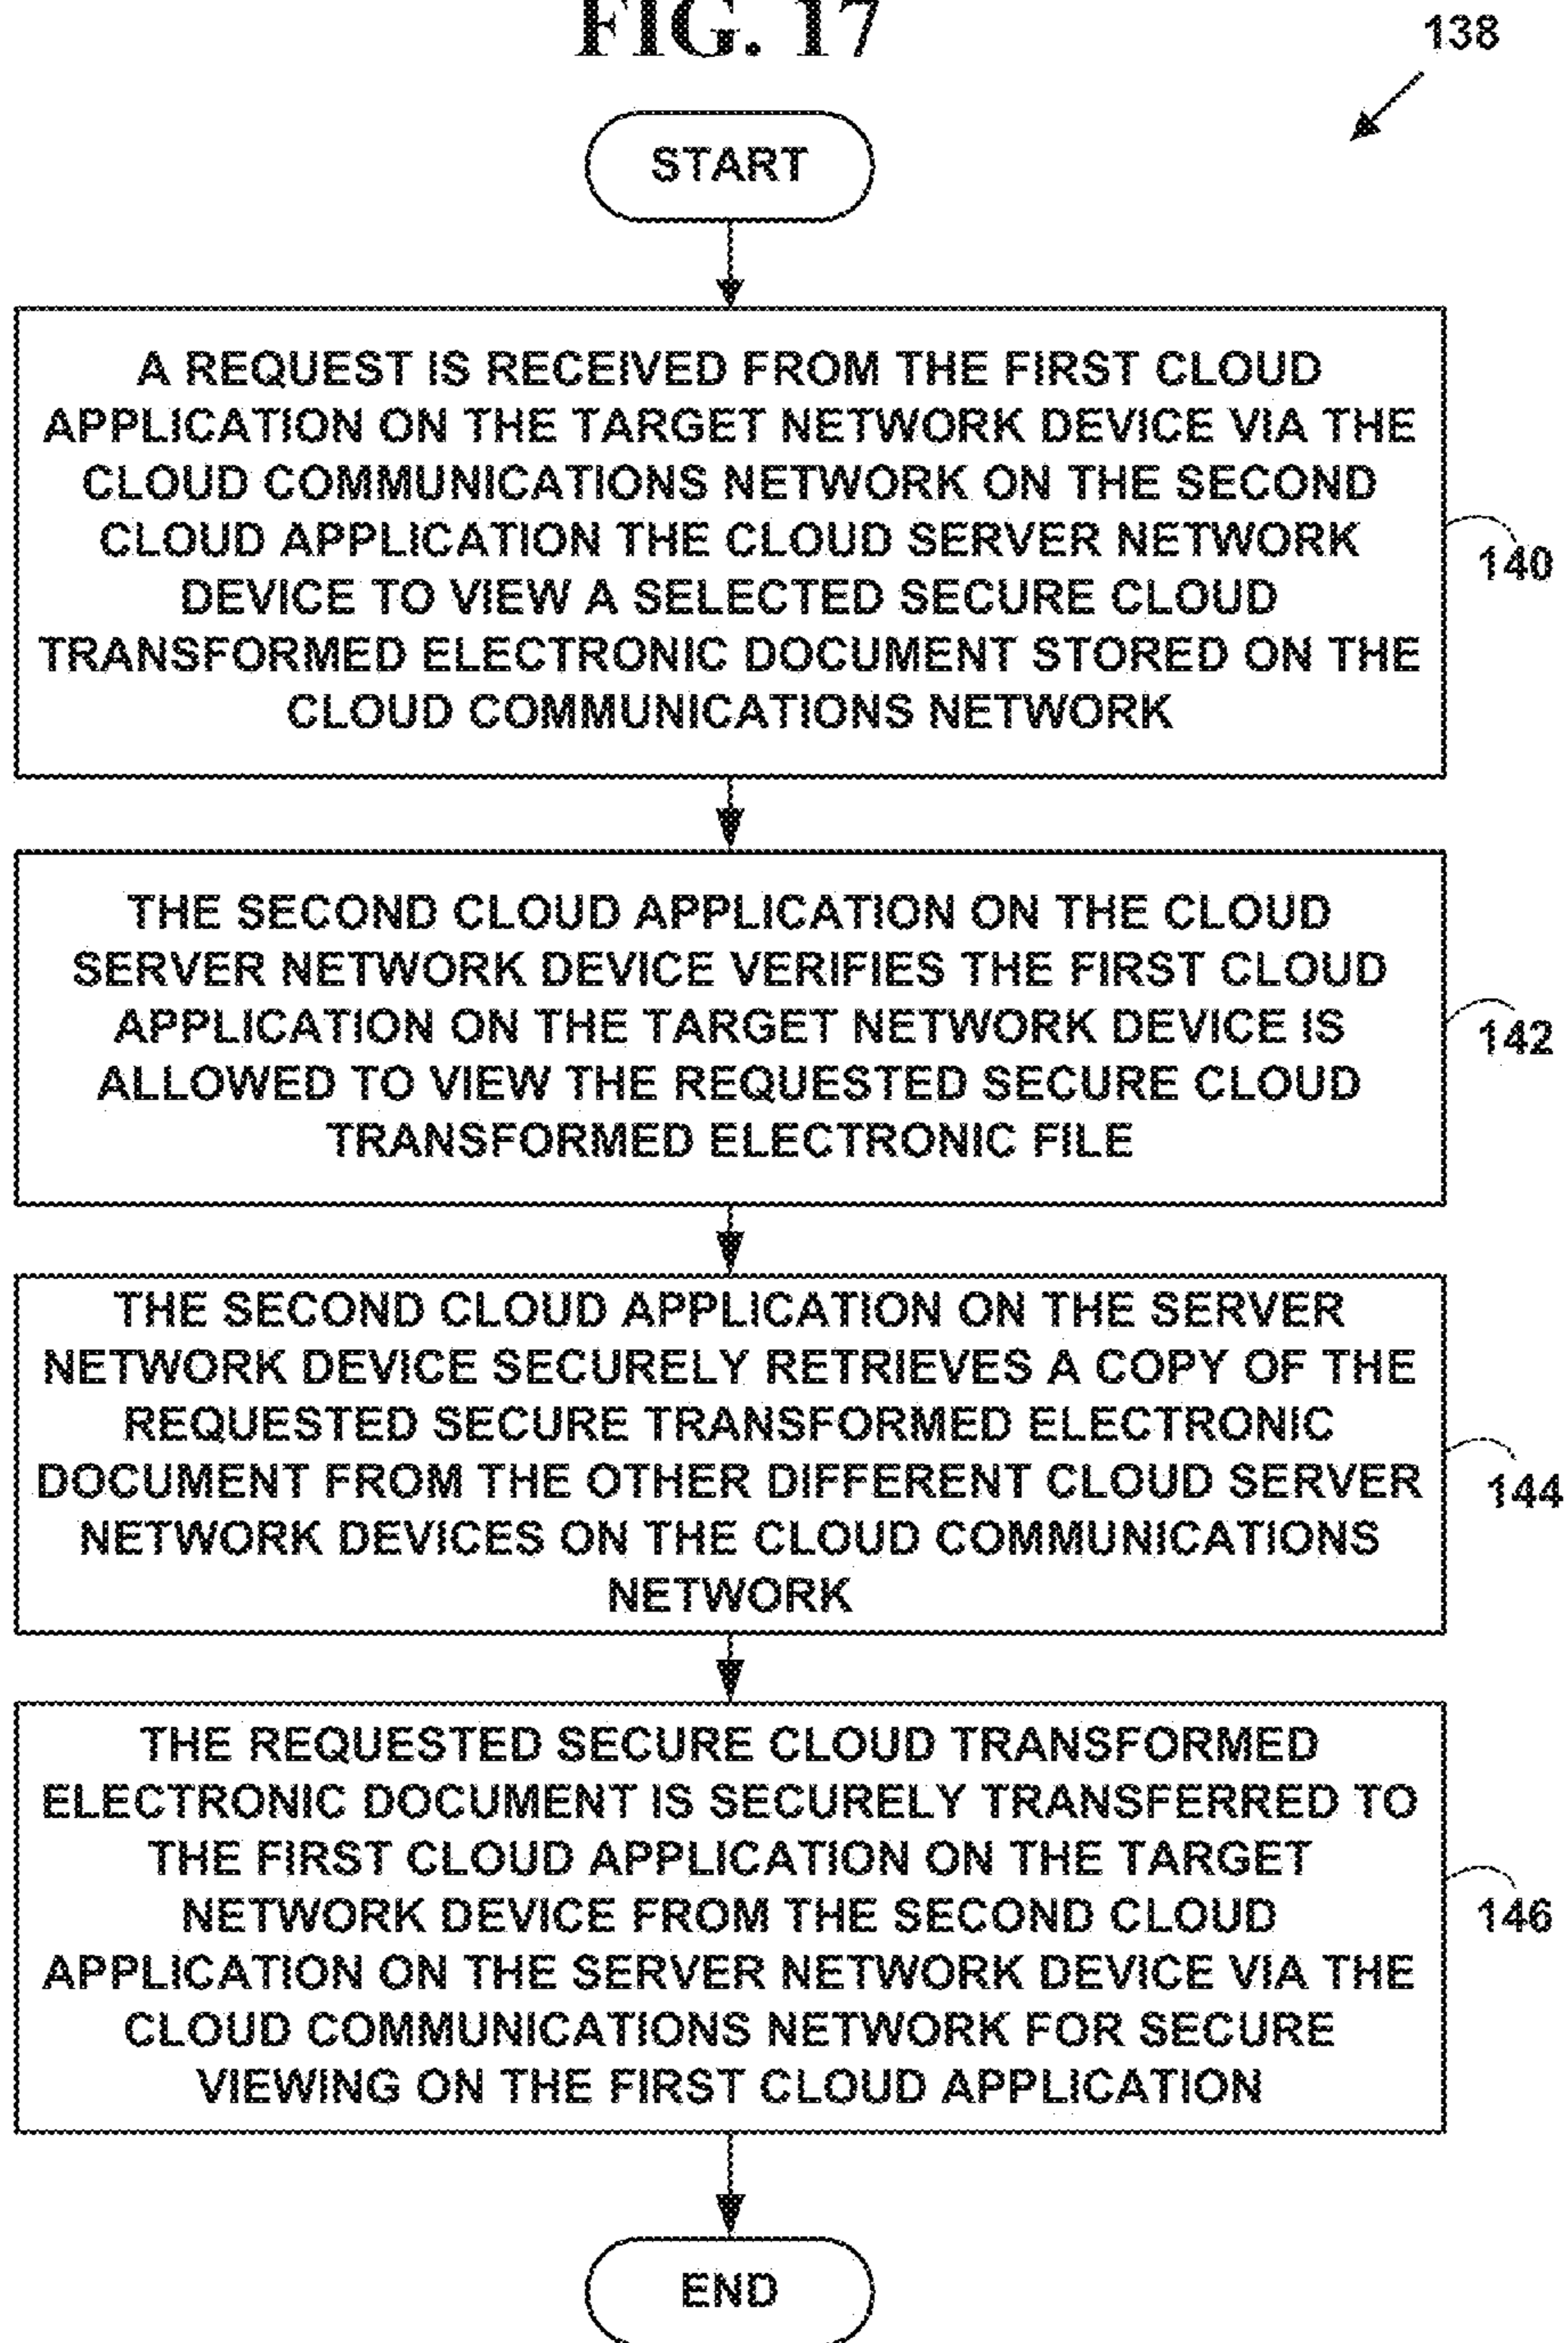 FIG. 17
138
START
A REQUEST IS RECEIVED FROM THE FIRST CLOUD
APPLICATION ON THE TARGET NETWORK DEVICE VIA THE
CLOUD COMMUNICATIONS NETWORK ON THE SECOND
CLOUD APPLICATION THE CLOUD SERVER NETWORK
DEVICE TO VIEW A SELECTED SECURE CLOUD
TRANSFORMED ELECTRONIC DOCUMENT STORED ON THE
CLOUD COMMUNICATIONS NETWORK
140
THE SECOND CLOUD APPLICATION ON THE CLOUD
SERVER NETWORK DEVICE VERIFIES THE FIRST CLOUD
APPLICATION ON THE TARGET NETWORK DEVICE IS
ALLOWED TO VIEW THE REQUESTED SECURE CLOUD
TRANSFORMED ELECTRONIC FILE
142
THE SECOND CLOUD APPLICATION ON THE SERVER
NETWORK DEVICE SECURELY RETRIEVES A COPY OF THE
REQUESTED SECURE TRANSFORMED ELECTRONIC
DOCUMENT FROM THE OTHER DIFFERENT CLOUD SERVER
NETWORK DEVICES ON THE CLOUD COMMUNICATIONS
NETWORK
144
THE REQUESTED SECURE CLOUD TRANSFORMED
ELECTRONIC DOCUMENT IS SECURELY TRANSFERRED TO
THE FIRST CLOUD APPLICATION ON THE TARGET
NETWORK DEVICE FROM THE SECOND CLOUD
APPLICATION ON THE SERVER NETWORK DEVICE VIA THE
CLOUD COMMUNICATIONS NETWORK FOR SECURE
VIEWING ON THE FIRST CLOUD APPLICATION
146
END